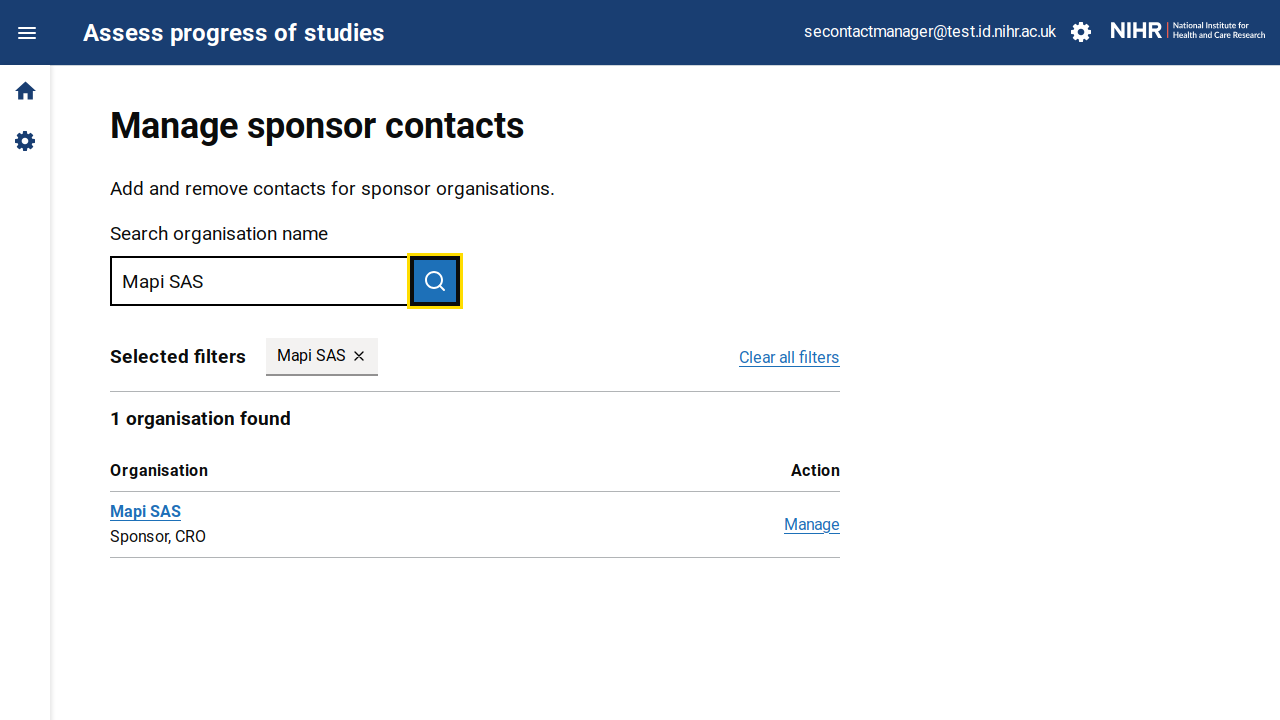 Assess progress of studies
secontactmanager@test.id.nihr.ac.uk
NIHR
National Institute for
Health and Care Research
Manage sponsor contacts
Add and remove contacts for sponsor organisations.
Search organisation name
Mapi SAS
Selected filters
Mapi SAS
Clear all filters
1 organisation found
Organisation
Action
Mapi SAS
Sponsor, CRO
Manage